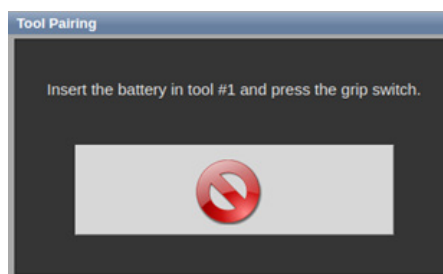 Tool Pairing
Insert the battery in tool #1 and press the grip switch.